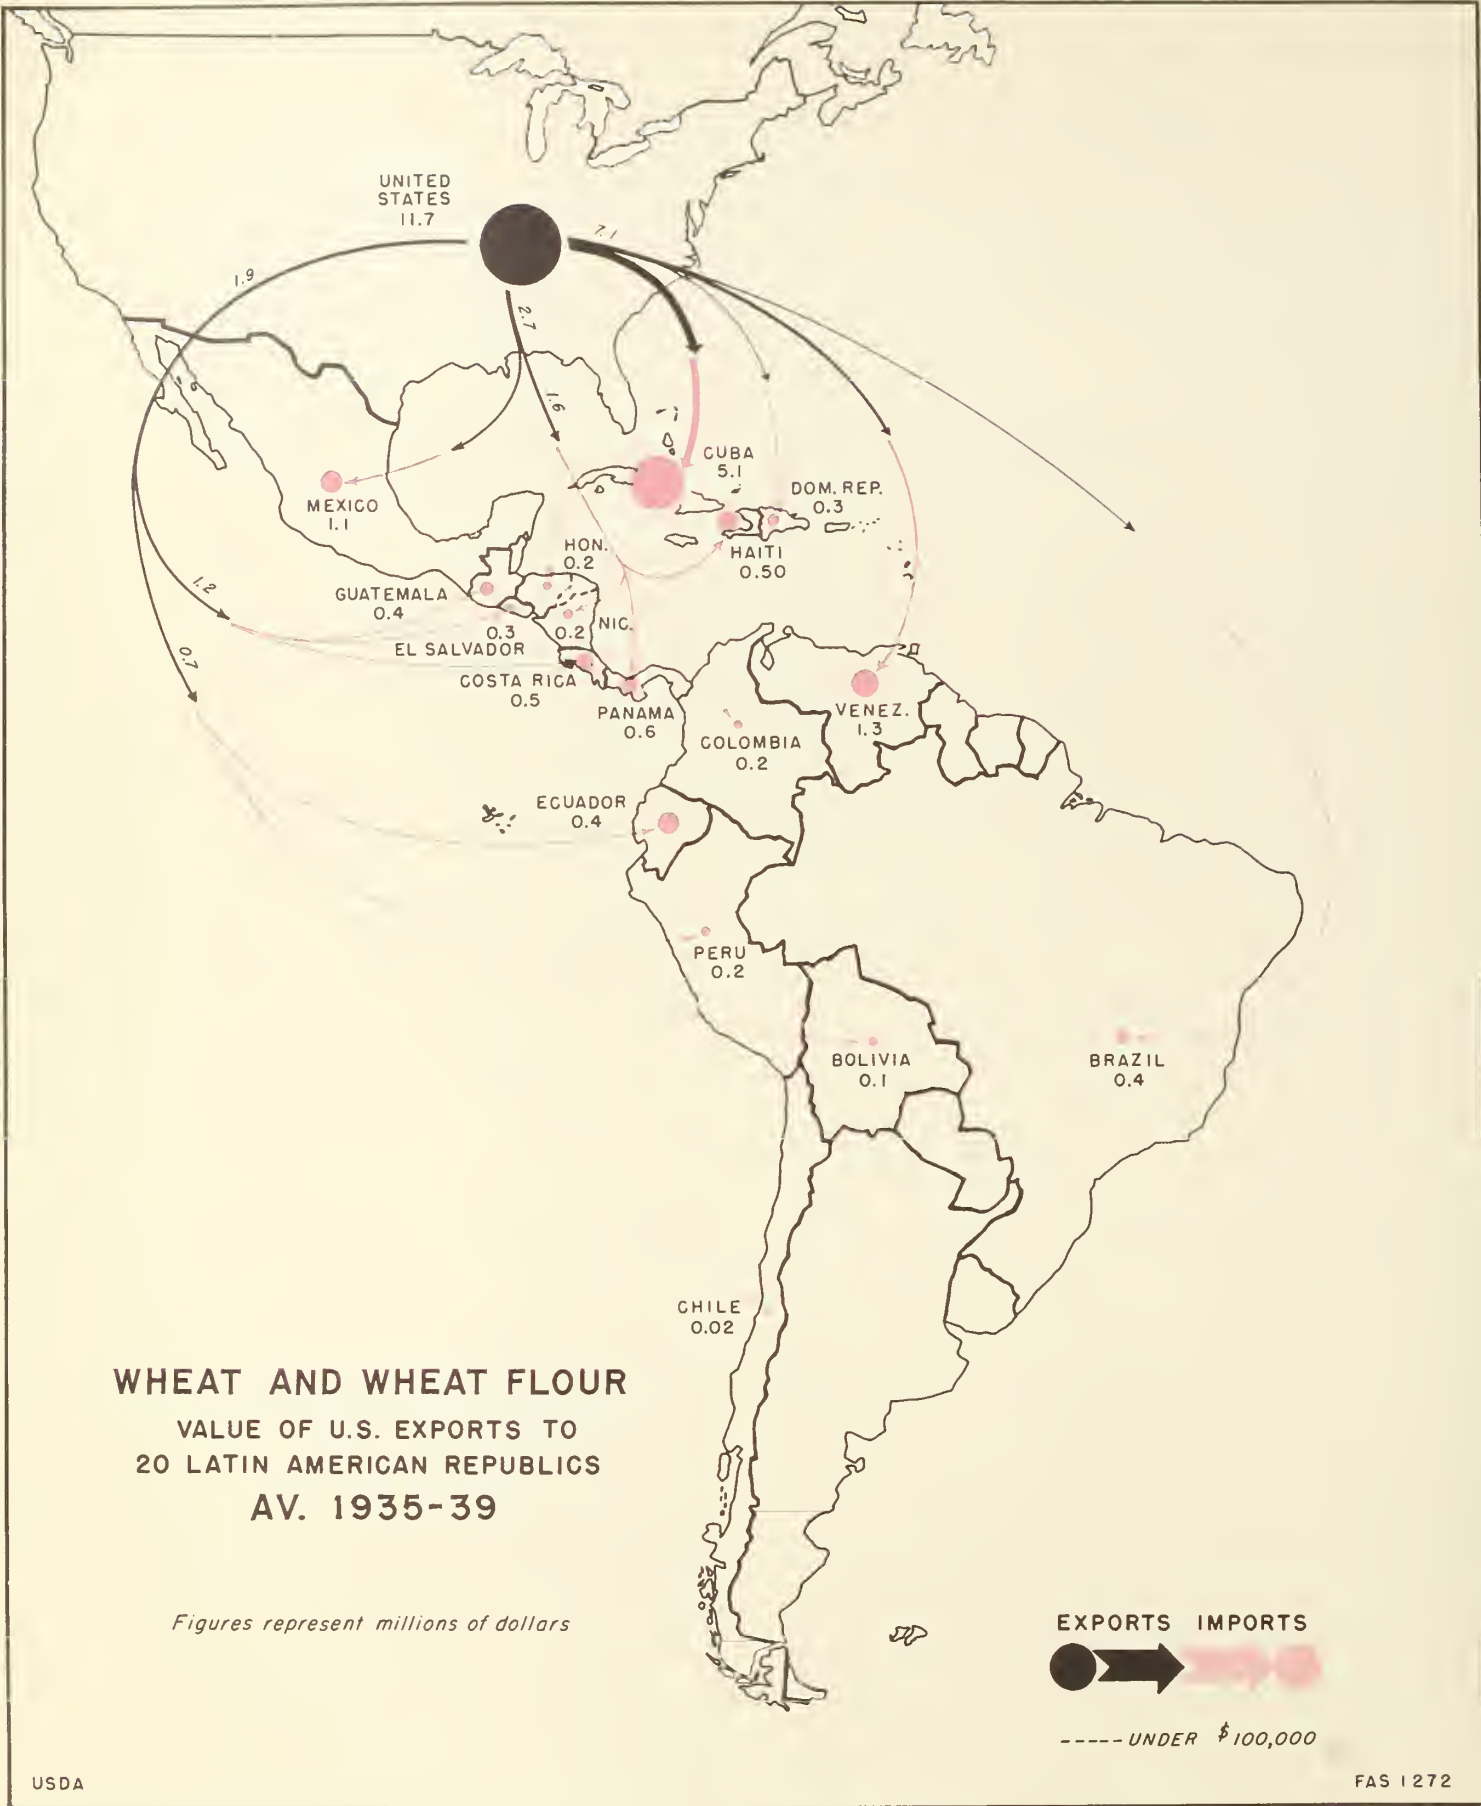 UNITED
STATES
11.7
7.1
1.9
2.7
1.6
CUBA
5.1
DOM. REP.
0.3
MEXICO
1.1
HAITI
0.50
HON.
0.2
GUATEMALA
0.4
1.2
0.3
EL SALVADOR
0.2
NIC.
0.7
COSTA RICA
0.5
PANAMA
0.6
VENEZ.
1.3
COLOMBIA
0.2
ECUADOR
0.4
PERU
0.2
BOLIVIA
0.1
BRAZIL
0.4
CHILE
0.02
WHEAT AND WHEAT FLOUR
VALUE OF U.S. EXPORTS TO
20 LATIN AMERICAN REPUBLICS
AV. 1935-39
Figures represent millions of dollars
EXPORTS IMPORTS
----- UNDER $100,000
USDA
FAS 1272